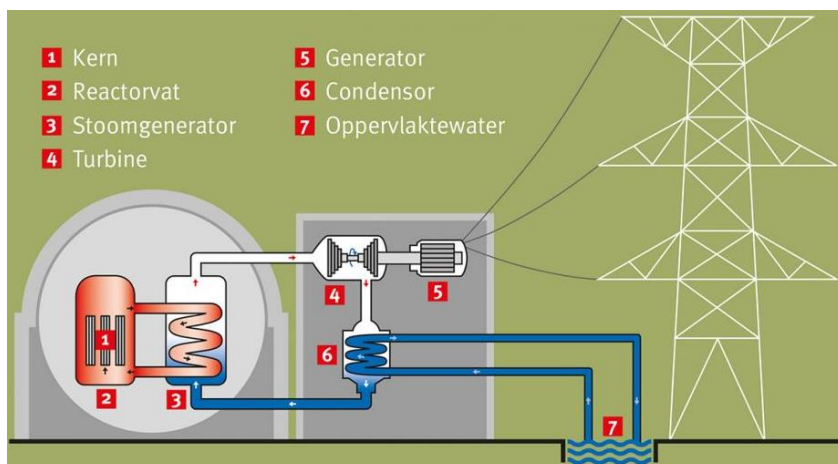 1 Kern
2 Reactorvat
3 Stoomgenerator
4 Turbine
5 Generator
6 Condensor
7 Oppervlaktewater
4
5
6
1
2
3
7